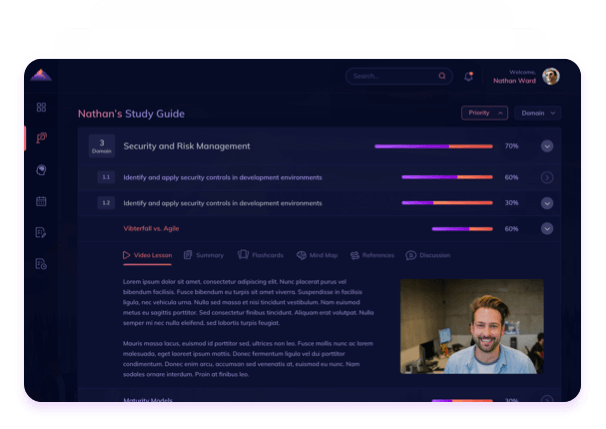 Search...
Welcome,
Nathan Ward
Nathan's Study Guide
Priority
Domain
3
Domain
Security and Risk Management
70%
1.1
Identify and apply security controls in development environments
60%
1.2
Identify and apply security controls in development environments
30%
Vibterfall vs. Agile
60%
Video Lesson
Summary
Flashcards
Mind Map
References
Discussion
Lorem ipsum dolor sit amet, consectetur adipiscing elit. Nunc placerat purus vel
bibendum facilisis. Fusce bibendum eu turpis sit amet viverra. Suspendisse in facilisis
ligula, nec vehicula urna. Nulla sed massa et nisi tincidunt vestibulum. Nam euismod
metus eu sagittis porttitor. Sed consectetur finibus tincidunt. Aliquam erat volutpat. Nulla
semper mi nec nulla eleifend, sed lobortis turpis feugiat.
Mauris massa lacus, euismod id porttitor sed, ultrices non leo. Fusce mollis nunc ac lorem
malesuada, eget laoreet ipsum mattis. Donec fermentum ligula vel dui porttitor
condimentum. Donec enim arcu, accumsan sed venenatis at, euismod eu nunc. Nam
sodales ornare interdum. Proin at finibus leo.
Maturity Models
30%